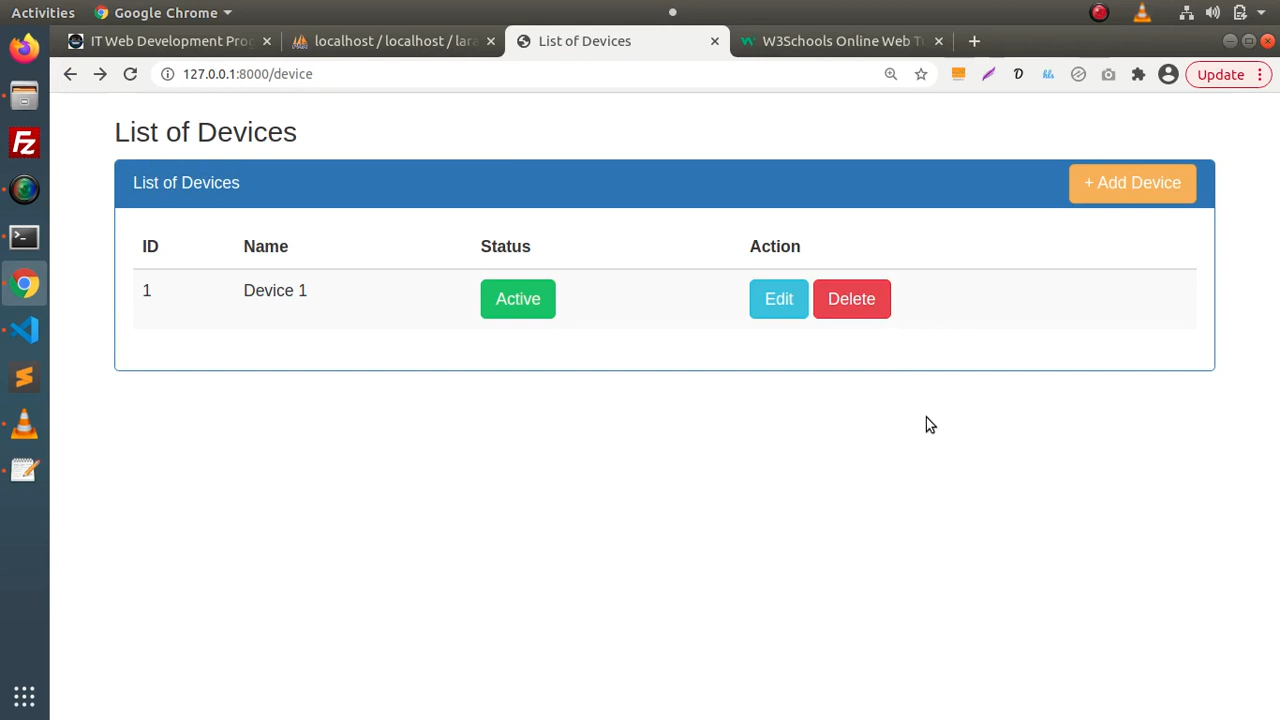 Activities Google Chrome
IT Web Development Prog localhost / localhost / lara List of Devices W3Schools Online Web T
127.0.0.1:8000/device Update
List of Devices
List of Devices + Add Device
ID Name Status Action
1 Device 1 Active Edit Delete